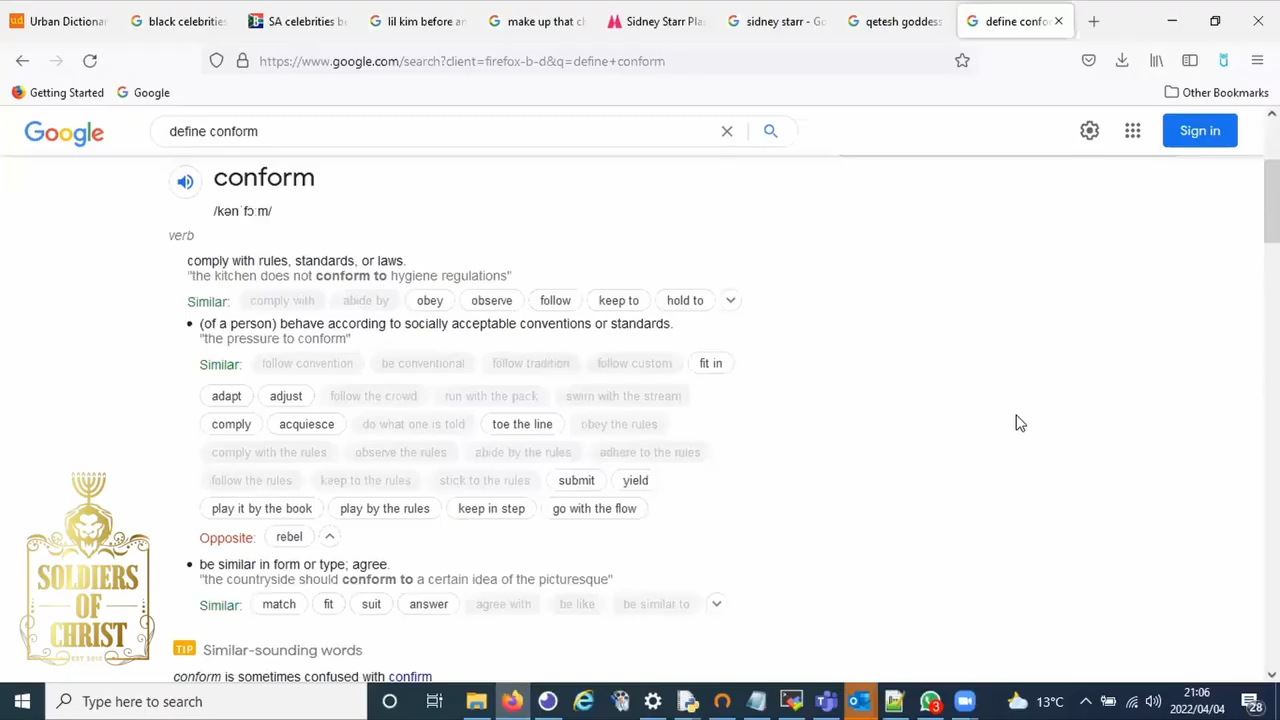 Urban Dictionar
black celebrities
SA celebrities be
lil kim before an
make up that ch
Sidney Starr Pla
sidney starr - Go
qetesh goddess
define confo
https://www.google.com/search?client=firefox-b-d&q=define+conform
Getting Started
Google
Other Bookmarks
Google
define conform
Sign in
conform
/kənˈfɔːm/
verb
comply with rules, standards, or laws.
"the kitchen does not conform to hygiene regulations"
Similar: comply with abide by obey observe follow keep to hold to
(of a person) behave according to socially acceptable conventions or standards.
"the pressure to conform"
Similar: follow convention be conventional follow tradition follow custom fit in
adapt adjust follow the crowd run with the pack swim with the stream
comply acquiesce do what one is told toe the line obey the rules
comply with the rules observe the rules abide by the rules adhere to the rules
follow the rules keep to the rules stick to the rules submit yield
play it by the book play by the rules keep in step go with the flow
Opposite: rebel
be similar in form or type; agree.
"the countryside should conform to a certain idea of the picturesque"
Similar: match fit suit answer agree with be like be similar to
TIP Similar-sounding words
conform is sometimes confused with confirm
SOLDIERS
OF
CHRIST
EST 2012
Type here to search
3
13°C
21:06
2022/04/04
28